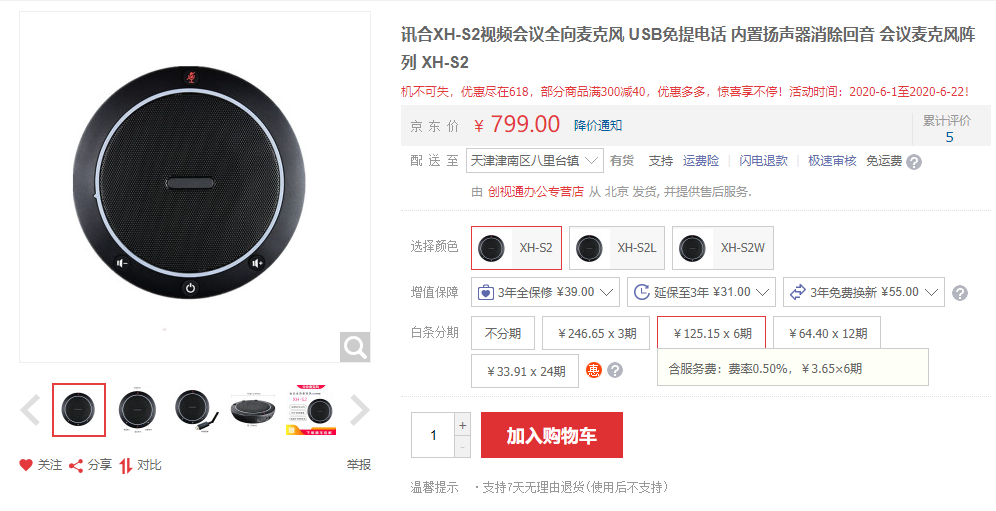 讯合XH-S2视频会议全向麦克风 USB免提电话 内置扬声器消除回音 会议麦克风阵
列 XH-S2
机不可失，优惠尽在618，部分商品满300减40，优惠多多，惊喜享不停！活动时间：2020-6-1至2020-6-22！
京 东 价 ￥ 799.00 降价通知
累计评价
5
配 送 至 天津津南区八里台镇 有货 支持 运费险 闪电退款 极速审核 免运费
由 创视通办公专营店 从 北京 发货, 并提供售后服务.
选择颜色 XH-S2 XH-S2L XH-S2W
增值保障 3年全保修 ¥39.00 延保至3年 ¥31.00 3年免费换新 ¥55.00
白条分期 不分期 ￥246.65 x 3期 ￥125.15 x 6期 ￥64.40 x 12期
￥33.91 x 24期 惠
含服务费：费率0.50%，￥3.65×6期
1 + - 加入购物车
温馨提示 ·支持7天无理由退货(使用后不支持)
XH-S2
关注 分享 对比 举报